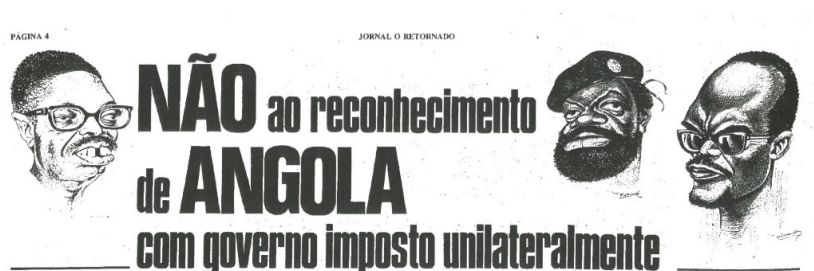 PÁGINA 4
JORNAL O RETORNADO
NÃO ao reconhecimento
de ANGOLA
com governo imposto unilateralmente